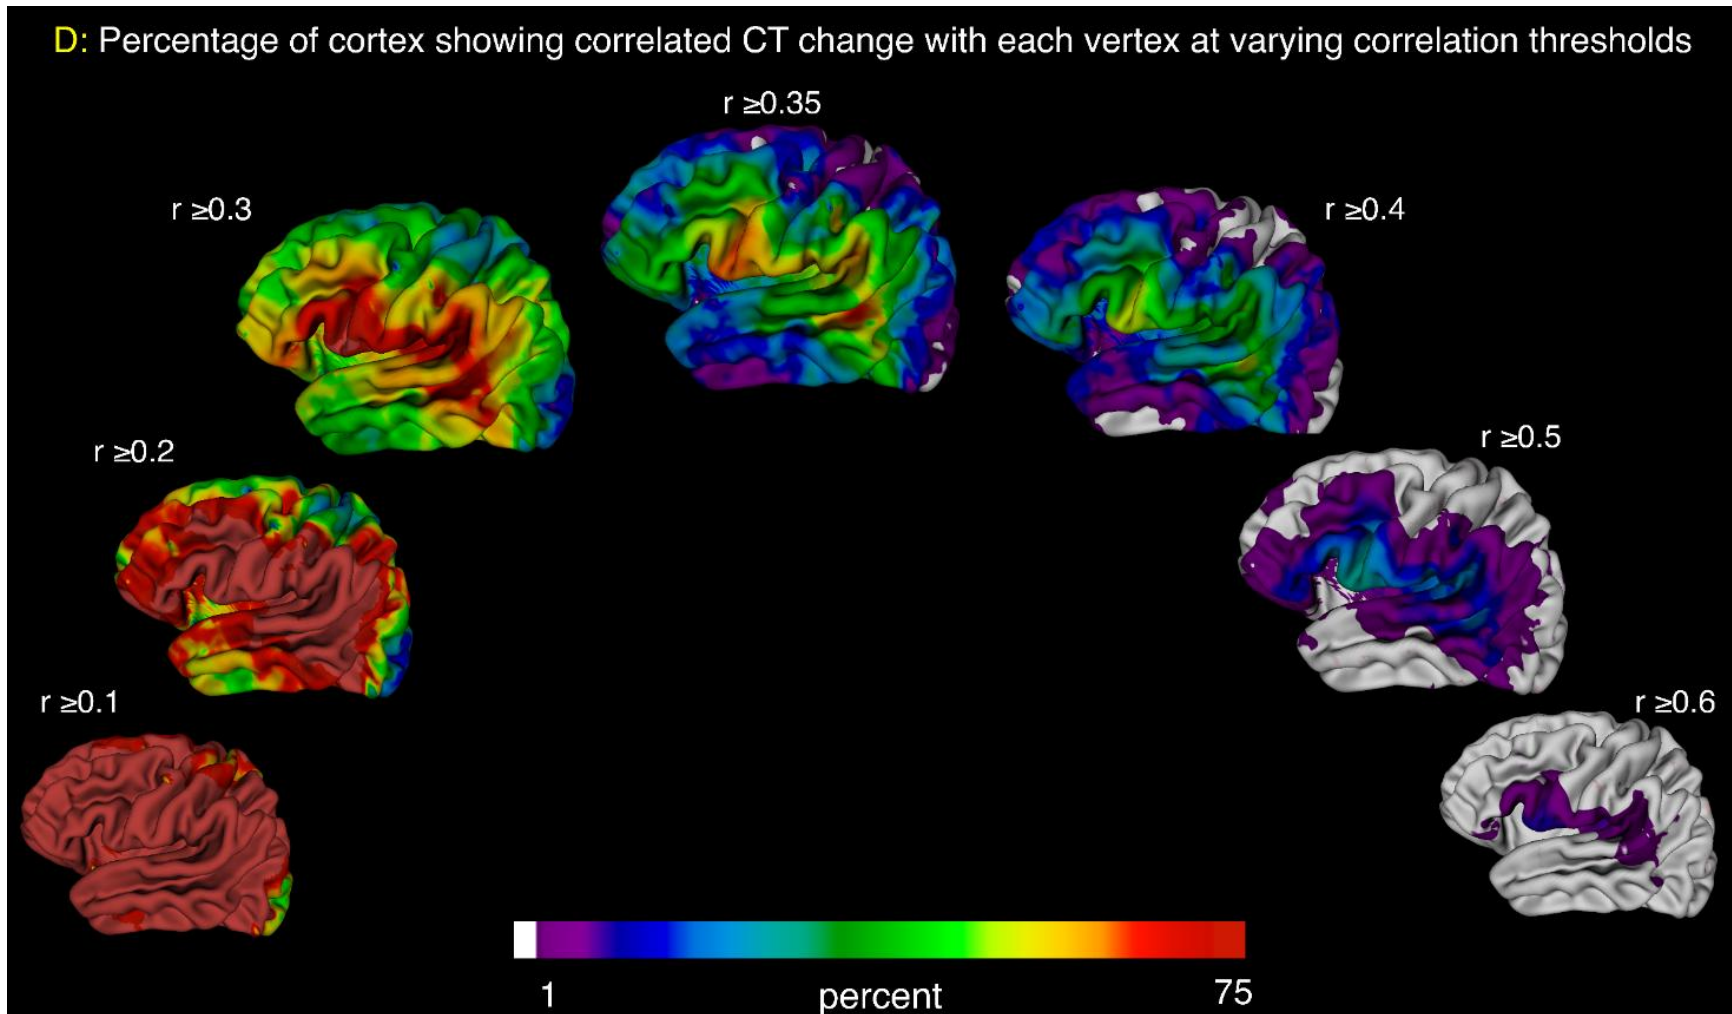 D: Percentage of cortex showing correlated CT change with each vertex at varying correlation thresholds
r ≥0.35
r ≥0.3
r ≥0.4
r ≥0.2
r ≥0.5
r ≥0.1
r ≥0.6
1 percent 75